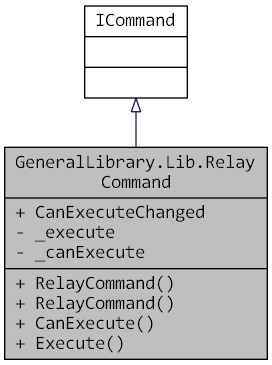 ICommand
GeneralLibrary.Lib.Relay
Command
+ CanExecuteChanged
- _execute
- _canExecute
+ RelayCommand()
+ RelayCommand()
+ CanExecute()
+ Execute()